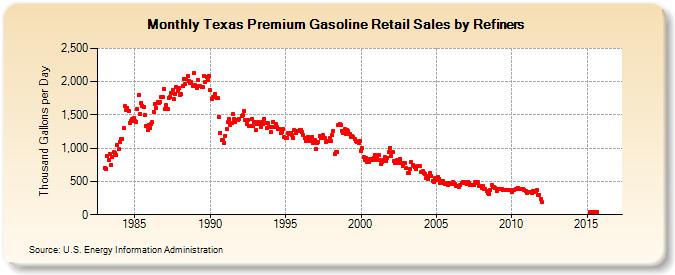 Monthly Texas Premium Gasoline Retail Sales by Refiners
Thousand Gallons per Day
2,500
2,000
1,500
1,000
500
0
1985 1990 1995 2000 2005 2010 2015
Source: U.S. Energy Information Administration